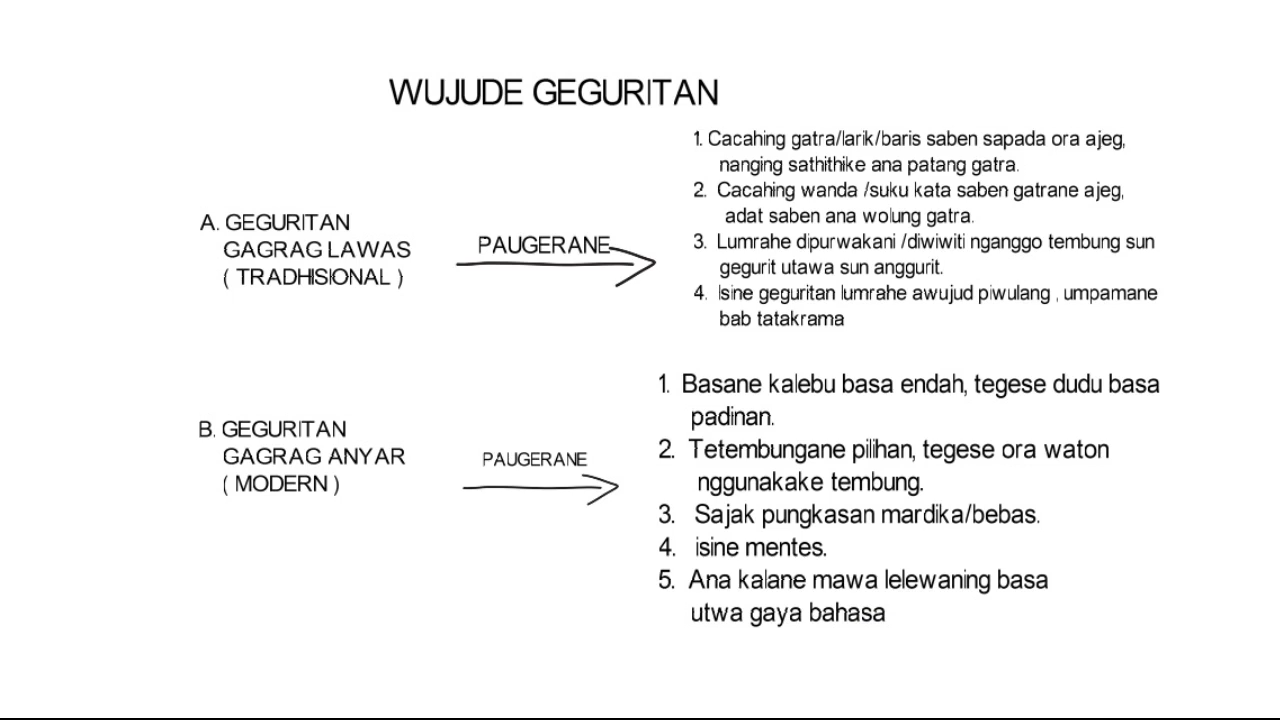 WUJUDE GEGURITAN
A. GEGURITAN
GAGRAG LAWAS
( TRADHISIONAL )
PAUGERANE
1. Cacahing gatra/larik/baris saben sapada ora ajeg,
nanging sathithike ana patang gatra.
2. Cacahing wanda /suku kata saben gatrane ajeg,
adat saben ana wolung gatra.
3. Lumrahe dipurwakani /diwiwiti nganggo tembung sun
gegurit utawa sun anggurit.
4. Isine geguritan lumrahe awujud piwulang , umpamane
bab tatakrama
B. GEGURITAN
GAGRAG ANYAR
( MODERN )
PAUGERANE
1. Basane kalebu basa endah, tegese dudu basa
padinan.
2. Tetembungane pilihan, tegese ora waton
nggunakake tembung.
3. Sajak pungkasan mardika/bebas.
4. isine mentes.
5. Ana kalane mawa lelewaning basa
utwa gaya bahasa